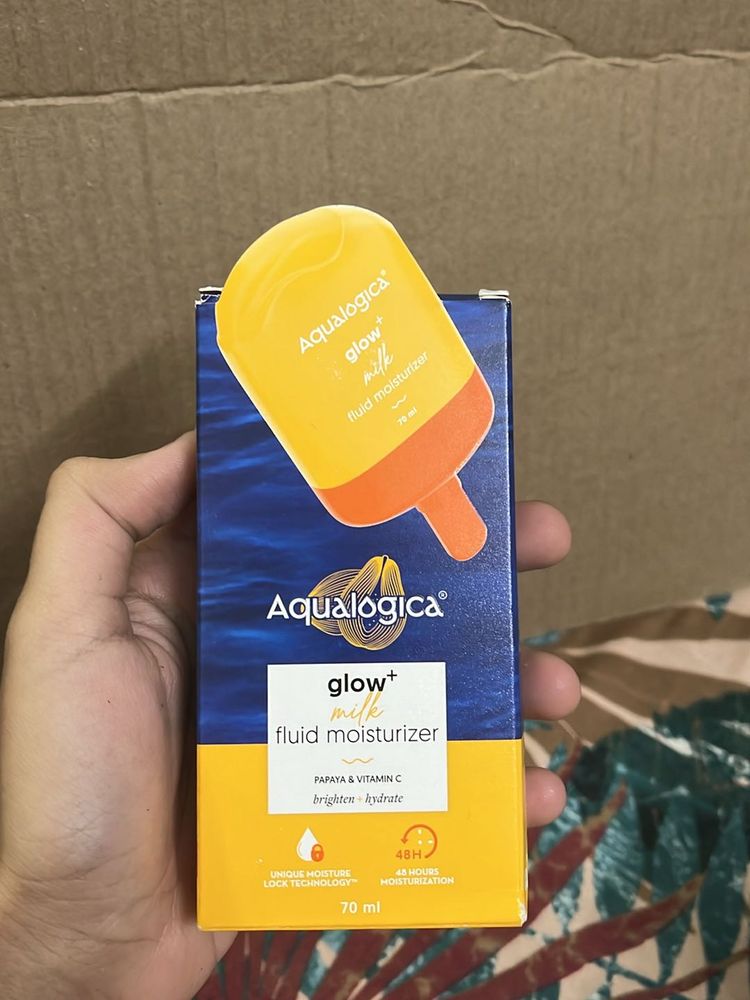 Aqualogica®
glow+
milk
fluid moisturizer
70 ml
Aqualogica®
glow+
milk
fluid moisturizer
PAPAYA & VITAMIN C
brighten + hydrate
48H
UNIQUE MOISTURE
LOCK TECHNOLOGY™
48 HOURS
MOISTURIZATION
70 ml